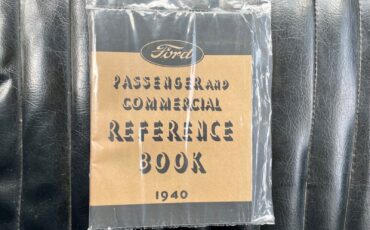 Ford
PASSENGER AND
COMMERCIAL
REFERENCE
BOOK
1940